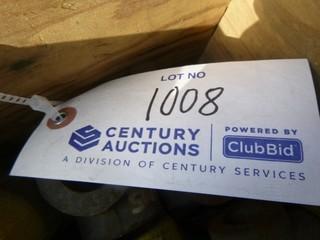 LOT NO
1008
CENTURY AUCTIONS
POWERED BY
ClubBid
A DIVISION OF CENTURY SERVICES